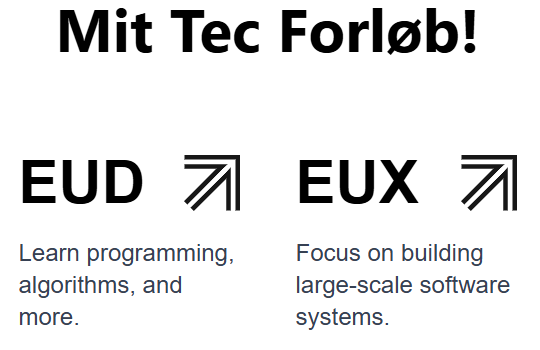 Mit Tec Forløb!
EUD
Learn programming,
algorithms, and
more.
EUX
Focus on building
large-scale software
systems.